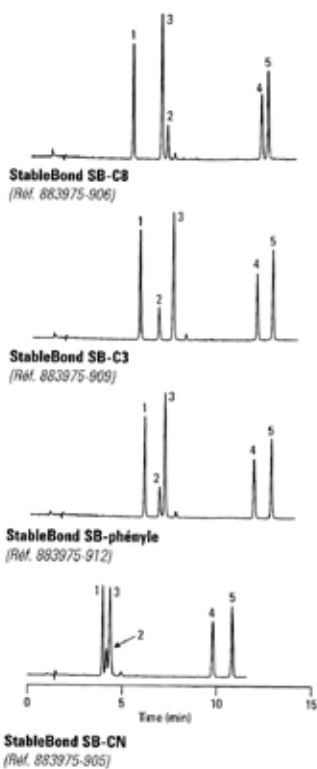 3
1
5
2
4
StableBond SB-C8
(Réf. 883975-906)
3
1
5
4
2
StableBond SB-C3
(Réf. 883975-909)
3
1
5
4
2
StableBond SB-phényle
(Réf. 883975-912)
1 3
5
4
2
0 5 10 15
Time (min)
StableBond SB-CN
(Réf. 883975-905)